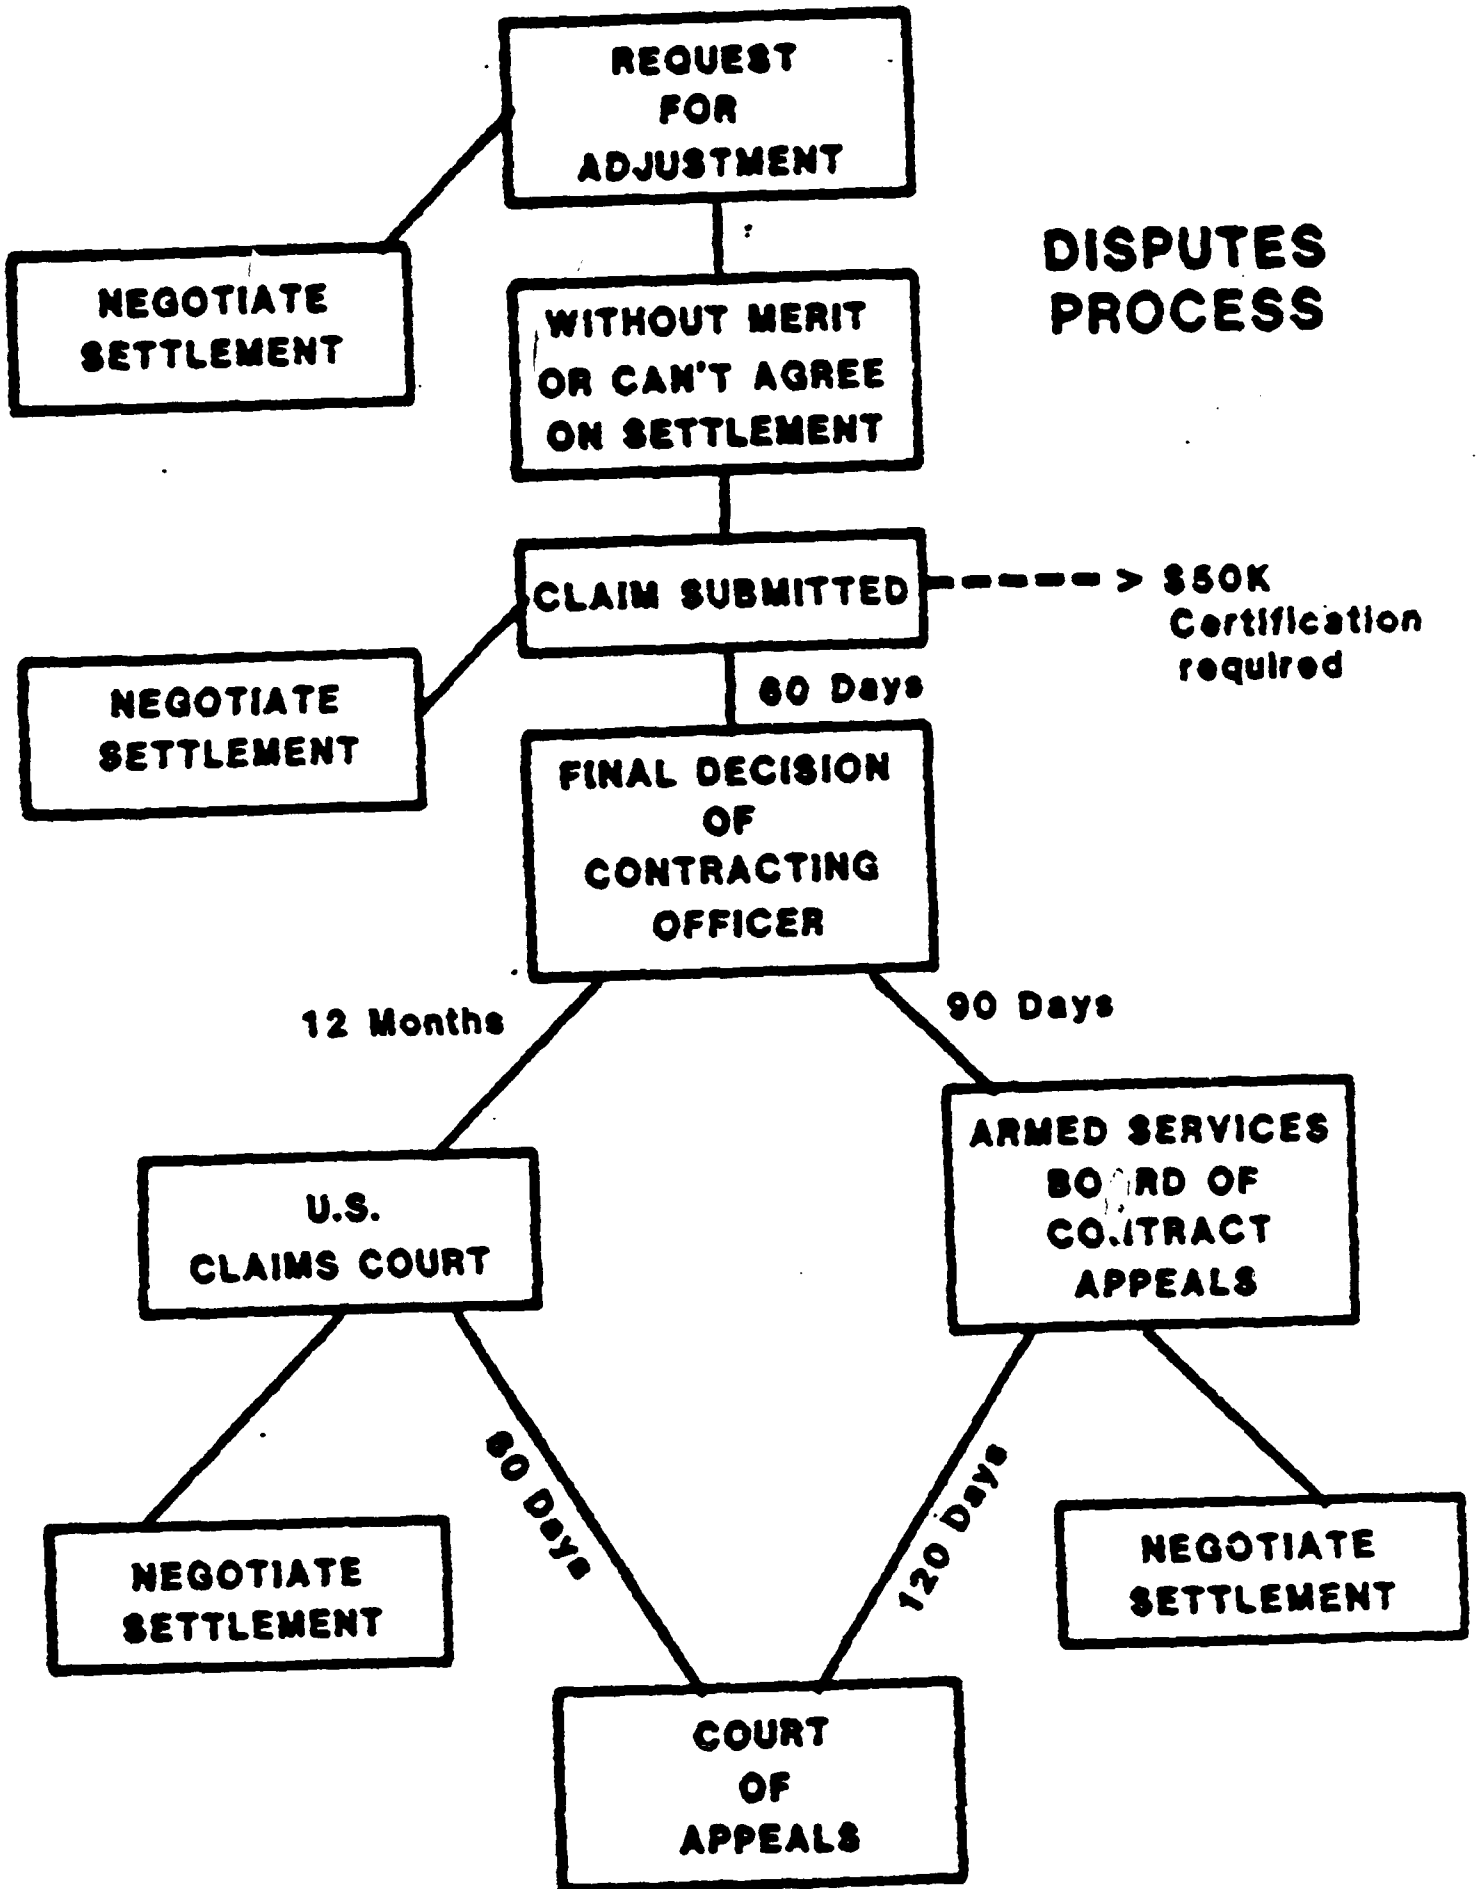 REQUEST
FOR
ADJUSTMENT
DISPUTES
PROCESS
NEGOTIATE
SETTLEMENT
WITHOUT MERIT
OR CAN'T AGREE
ON SETTLEMENT
CLAIM SUBMITTED
> $50K
Certification
required
NEGOTIATE
SETTLEMENT
60 Days
FINAL DECISION
OF
CONTRACTING
OFFICER
12 Months
90 Days
U.S.
CLAIMS COURT
ARMED SERVICES
BOARD OF
CONTRACT
APPEALS
60 Days
120 Days
NEGOTIATE
SETTLEMENT
NEGOTIATE
SETTLEMENT
COURT
OF
APPEALS